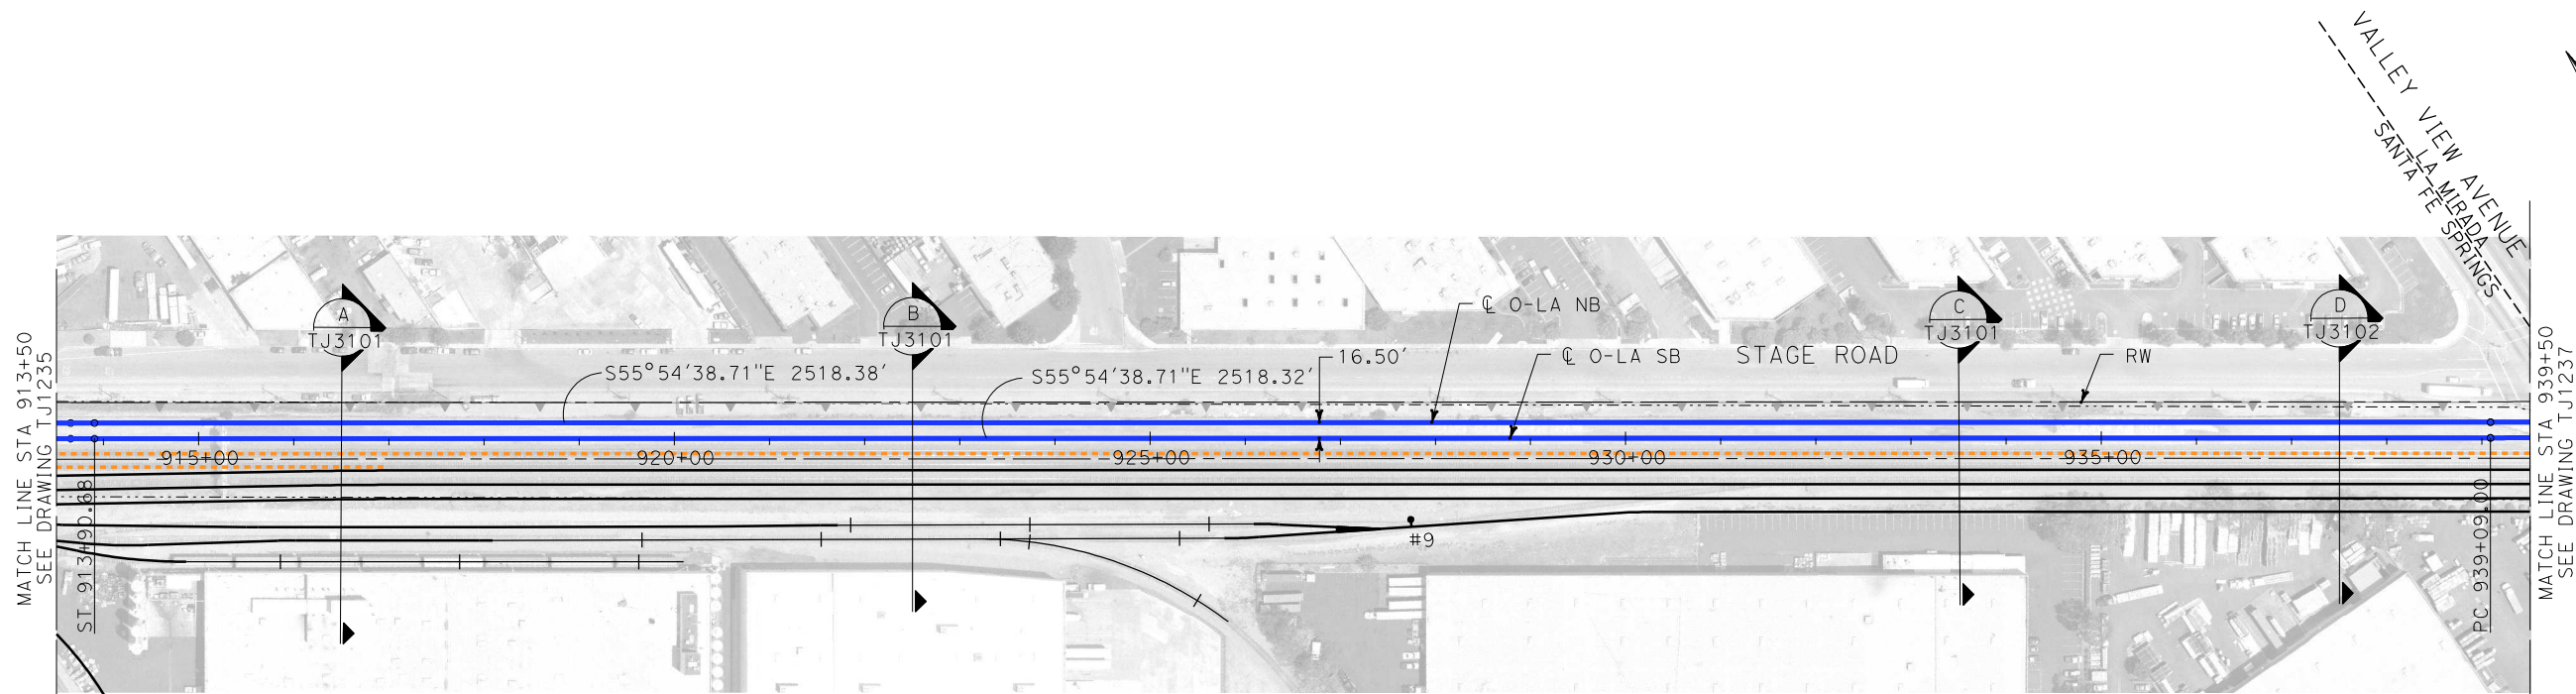 VALLEY VIEW AVENUE
LA MIRADA
SANTA FE SPRINGS
MATCH LINE STA 913+50
SEE DRAWING TJ1235
ST 913+90.68
A
TJ3101
B
TJ3101
C
TJ3101
D
TJ3102
S55°54'38.71"E 2518.38'
S55°54'38.71"E 2518.32'
16.50'
℄ O-LA NB
℄ O-LA SB
STAGE ROAD
RW
915+00
920+00
925+00
930+00
935+00
#9
PC 939+09.00
MATCH LINE STA 939+50
SEE DRAWING TJ1237